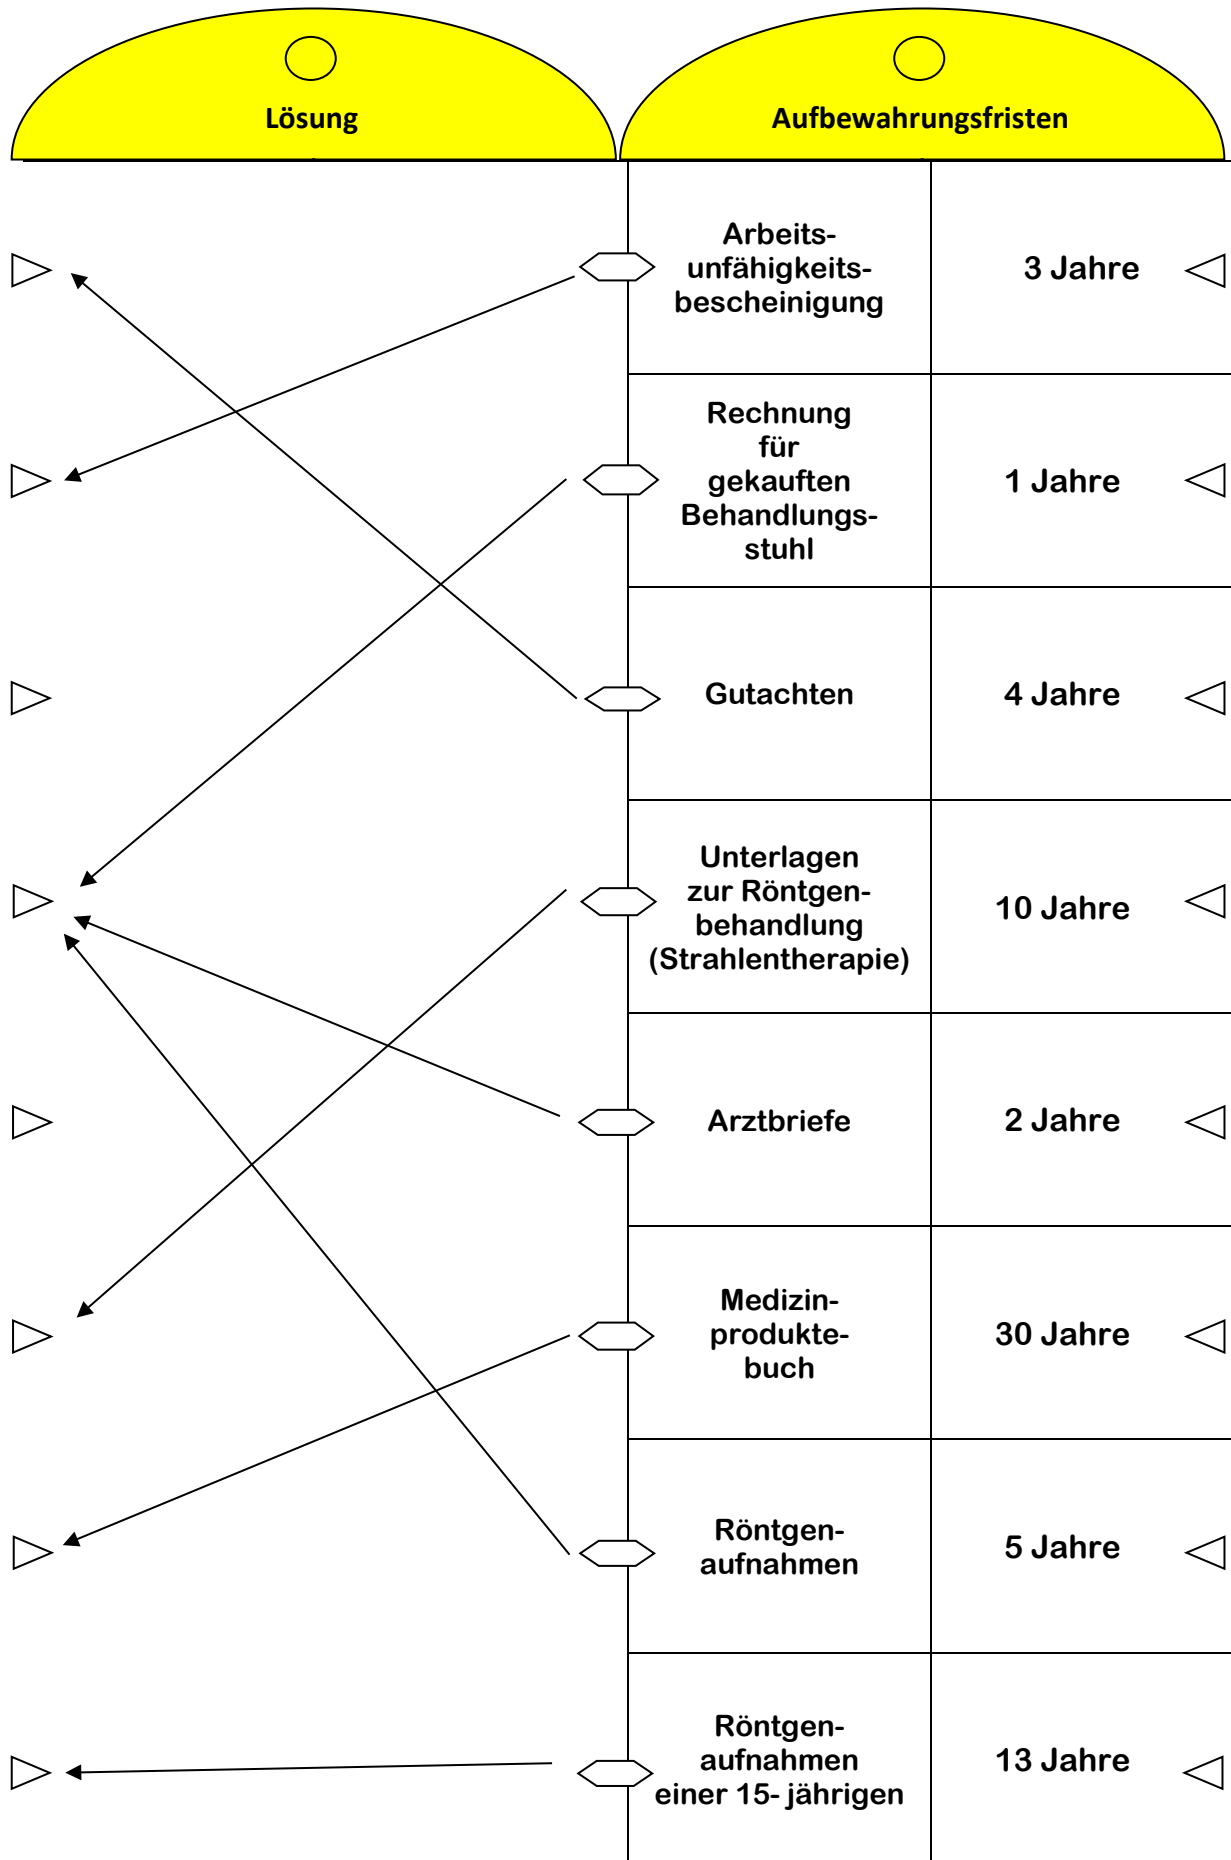 Lösung
Aufbewahrungsfristen
Arbeits-
unfähigkeits-
bescheinigung
3 Jahre
Rechnung
für
gekauften
Behandlungs-
stuhl
1 Jahre
Gutachten
4 Jahre
Unterlagen
zur Röntgen-
behandlung
(Strahlentherapie)
10 Jahre
Arztbriefe
2 Jahre
Medizin-
produkte-
buch
30 Jahre
Röntgen-
aufnahmen
5 Jahre
Röntgen-
aufnahmen
einer 15- jährigen
13 Jahre